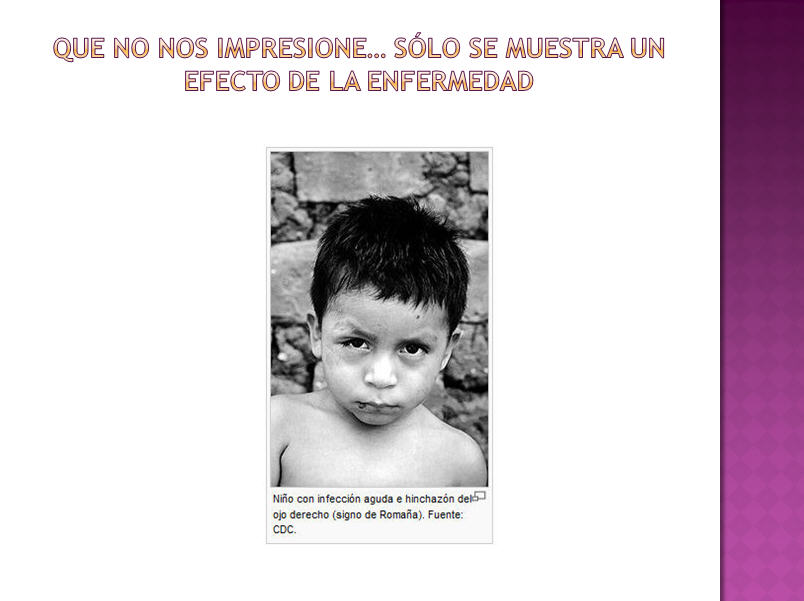 QUE NO NOS IMPRESIONE... SÓLO SE MUESTRA UN
EFECTO DE LA ENFERMEDAD
Niño con infección aguda e hinchazón del
ojo derecho (signo de Romaña). Fuente:
CDC.